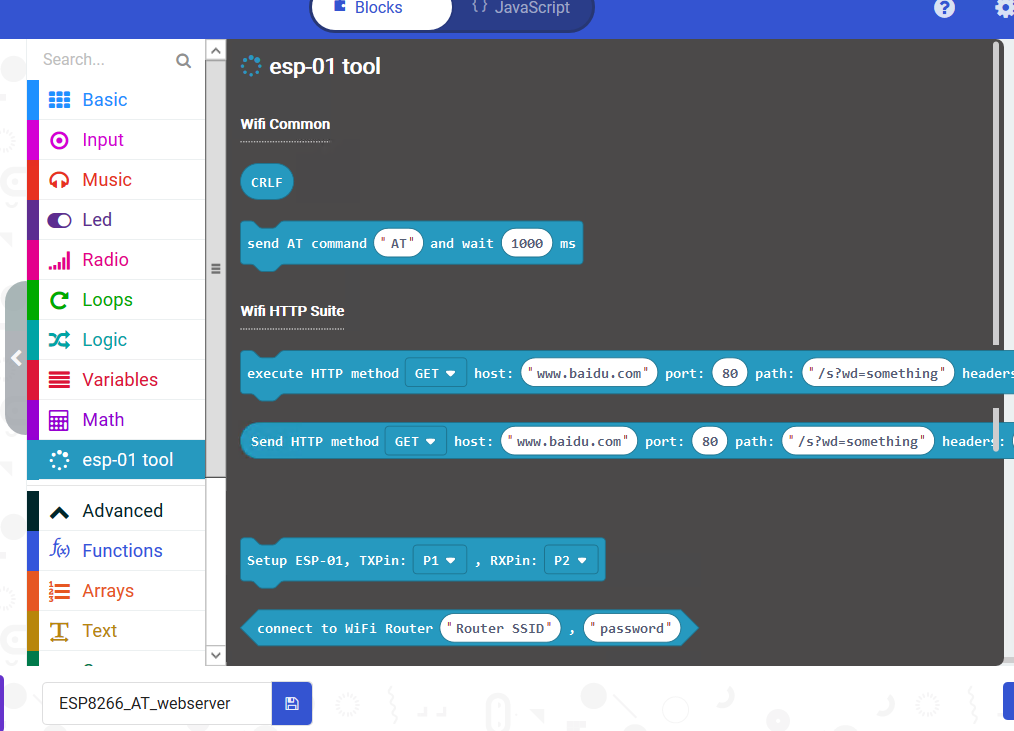 Blocks
{} JavaScript
?
Search...
esp-01 tool
Basic
Input
Music
Led
Radio
Loops
Logic
Variables
Math
esp-01 tool
Advanced
f(x) Functions
Arrays
Text
Wifi Common
CRLF
send AT command "AT" and wait 1000 ms
Wifi HTTP Suite
execute HTTP method GET host: "www.baidu.com" port: 80 path: "/s?wd=something" headers
Send HTTP method GET host: "www.baidu.com" port: 80 path: "/s?wd=something" headers:
Setup ESP-01, TXPin: P1 , RXPin: P2
connect to WiFi Router "Router SSID" , "password"
ESP8266_AT_webserver